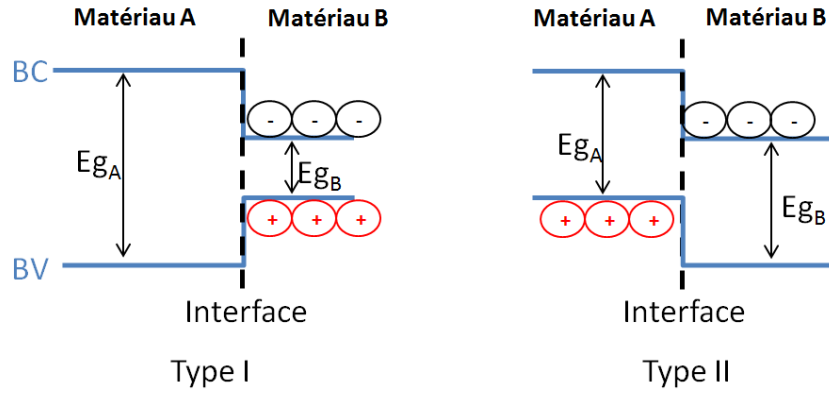 Matériau A
Matériau B
BC
- - -
Eg_A
Eg_B
+ + +
BV
Interface
Type I
Matériau A
Matériau B
- - -
Eg_A
Eg_B
+ + +
Interface
Type II